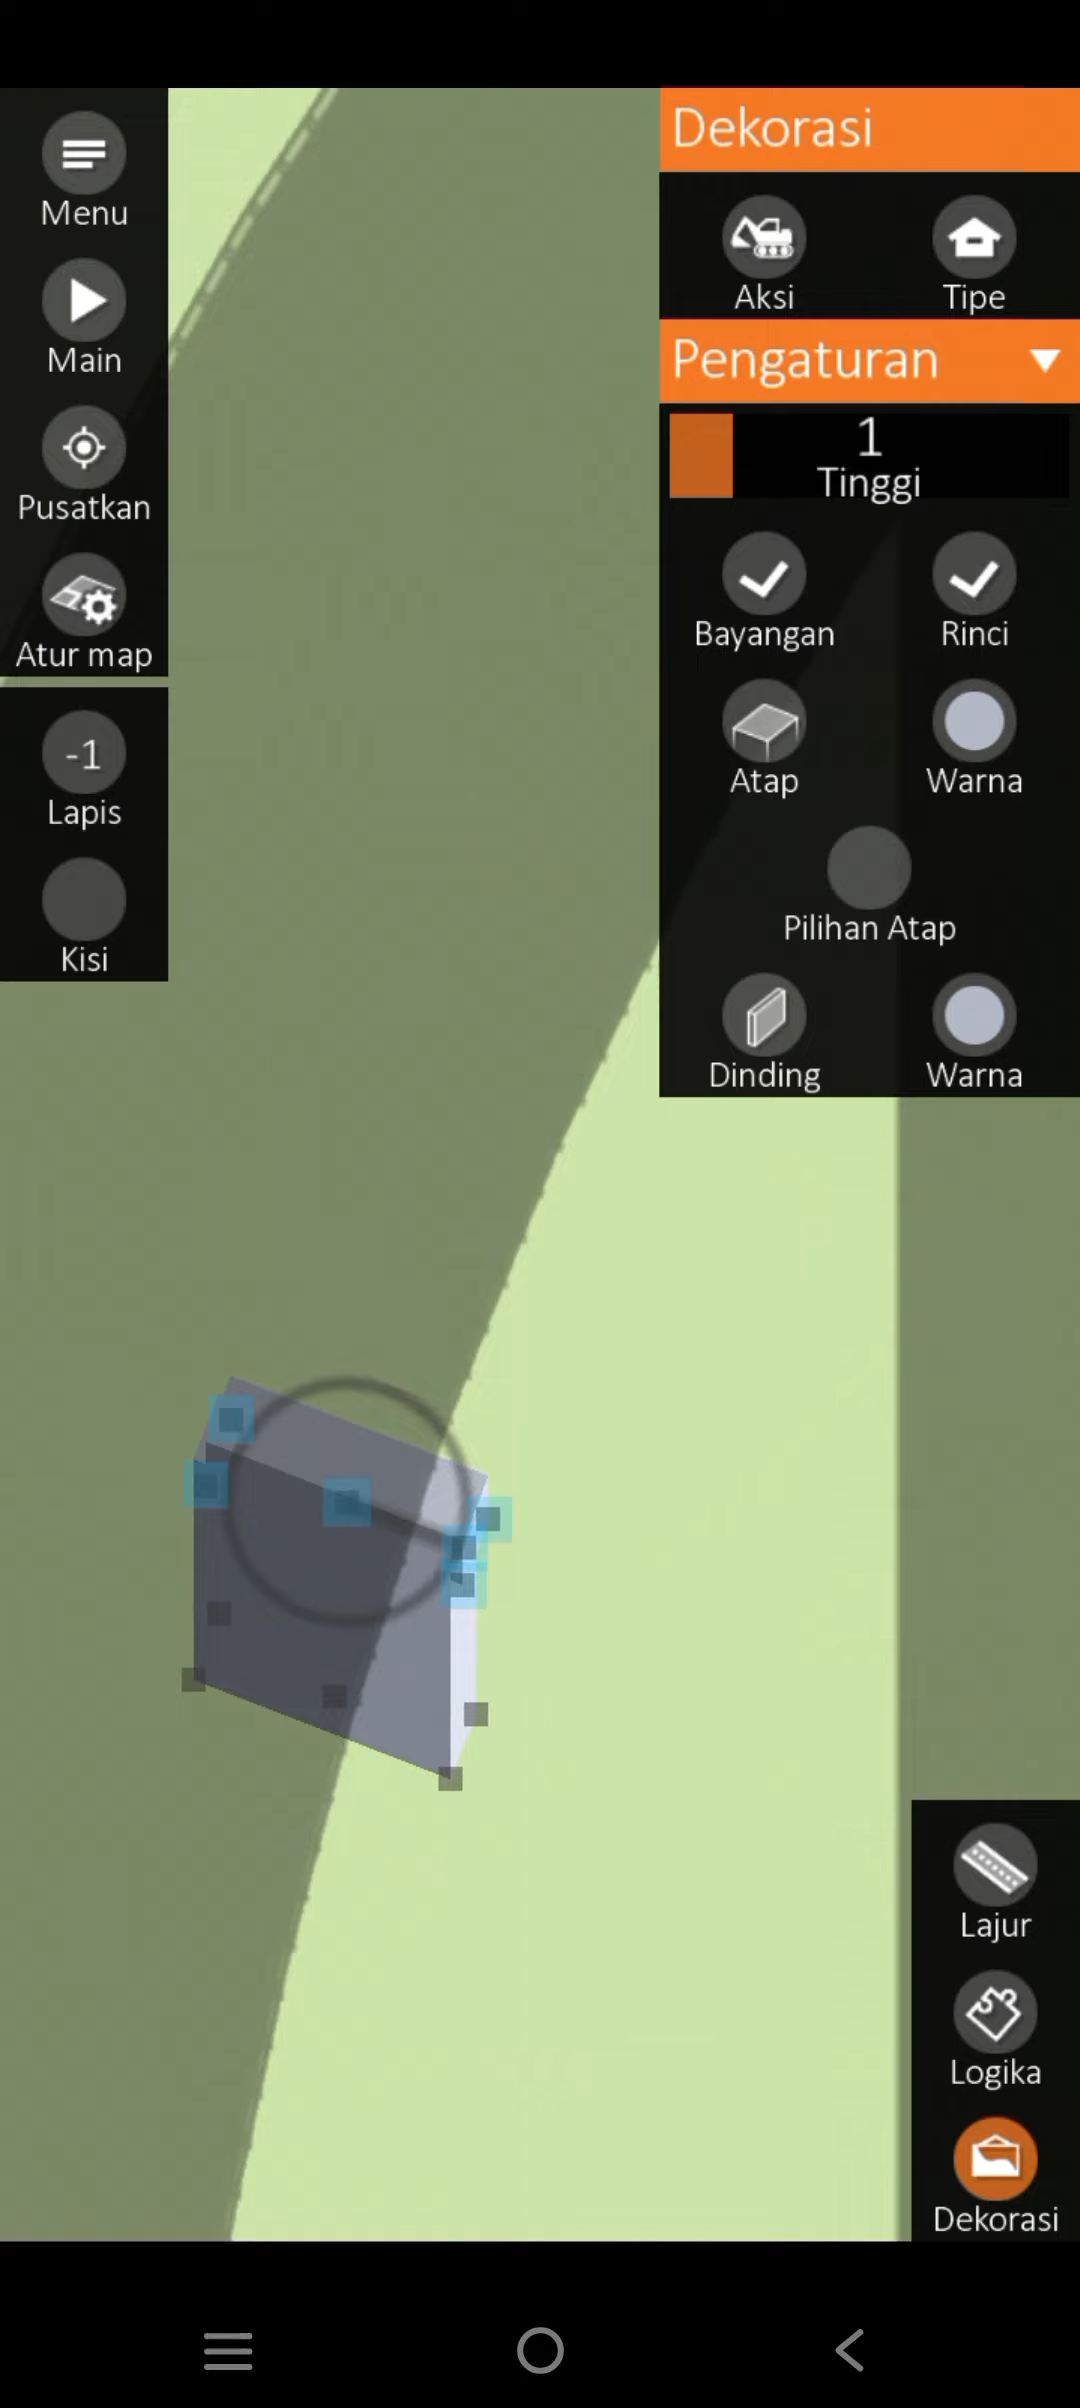 Menu
Main
Pusatkan
Atur map
-1
Lapis
Kisi
Dekorasi
Aksi
Tipe
Pengaturan
1
Tinggi
Bayangan
Rinci
Atap
Warna
Pilihan Atap
Dinding
Warna
Lajur
Logika
Dekorasi